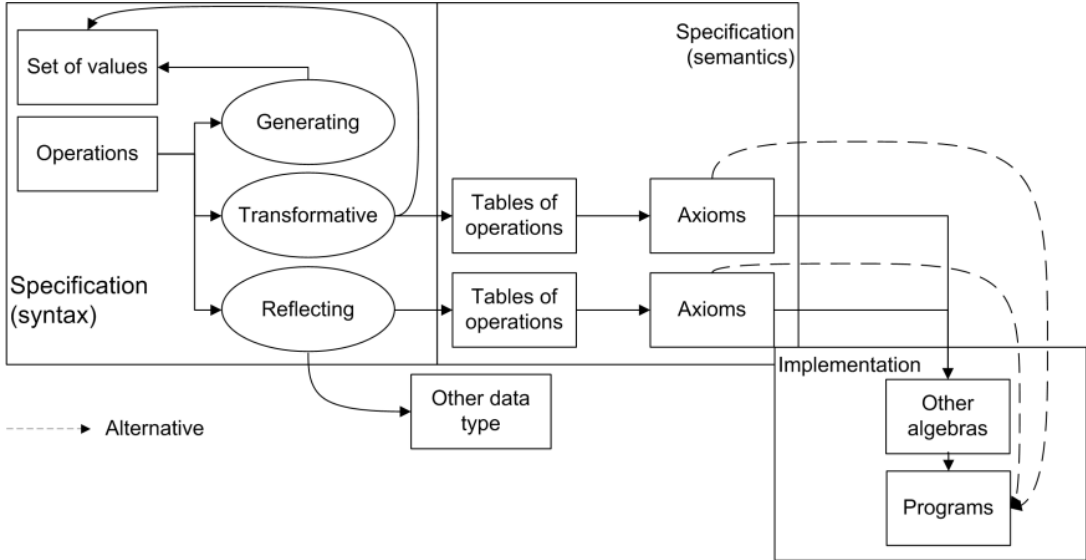 Specification
(semantics)
Set of values
Generating
Operations
Transformative
Tables of
operations
Axioms
Specification
(syntax)
Reflecting
Tables of
operations
Axioms
Implementation
Other data
type
Other
algebras
Alternative
Programs